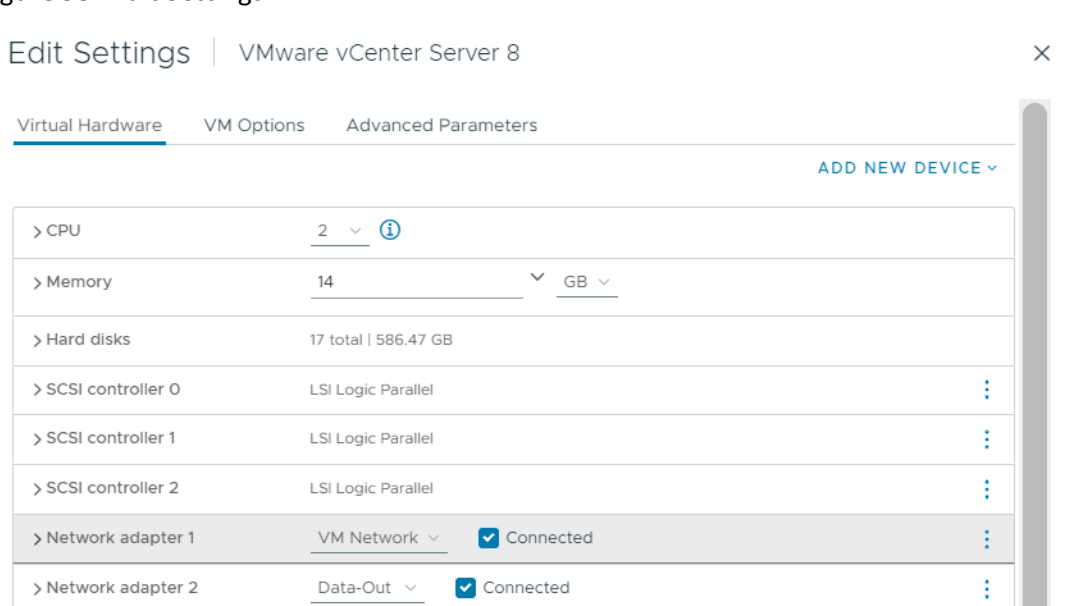 Edit Settings | VMware vCenter Server 8
Virtual Hardware VM Options Advanced Parameters
ADD NEW DEVICE
CPU 2
Memory 14 GB
Hard disks 17 total | 586.47 GB
SCSI controller 0 LSI Logic Parallel
SCSI controller 1 LSI Logic Parallel
SCSI controller 2 LSI Logic Parallel
Network adapter 1 VM Network Connected
Network adapter 2 Data-Out Connected